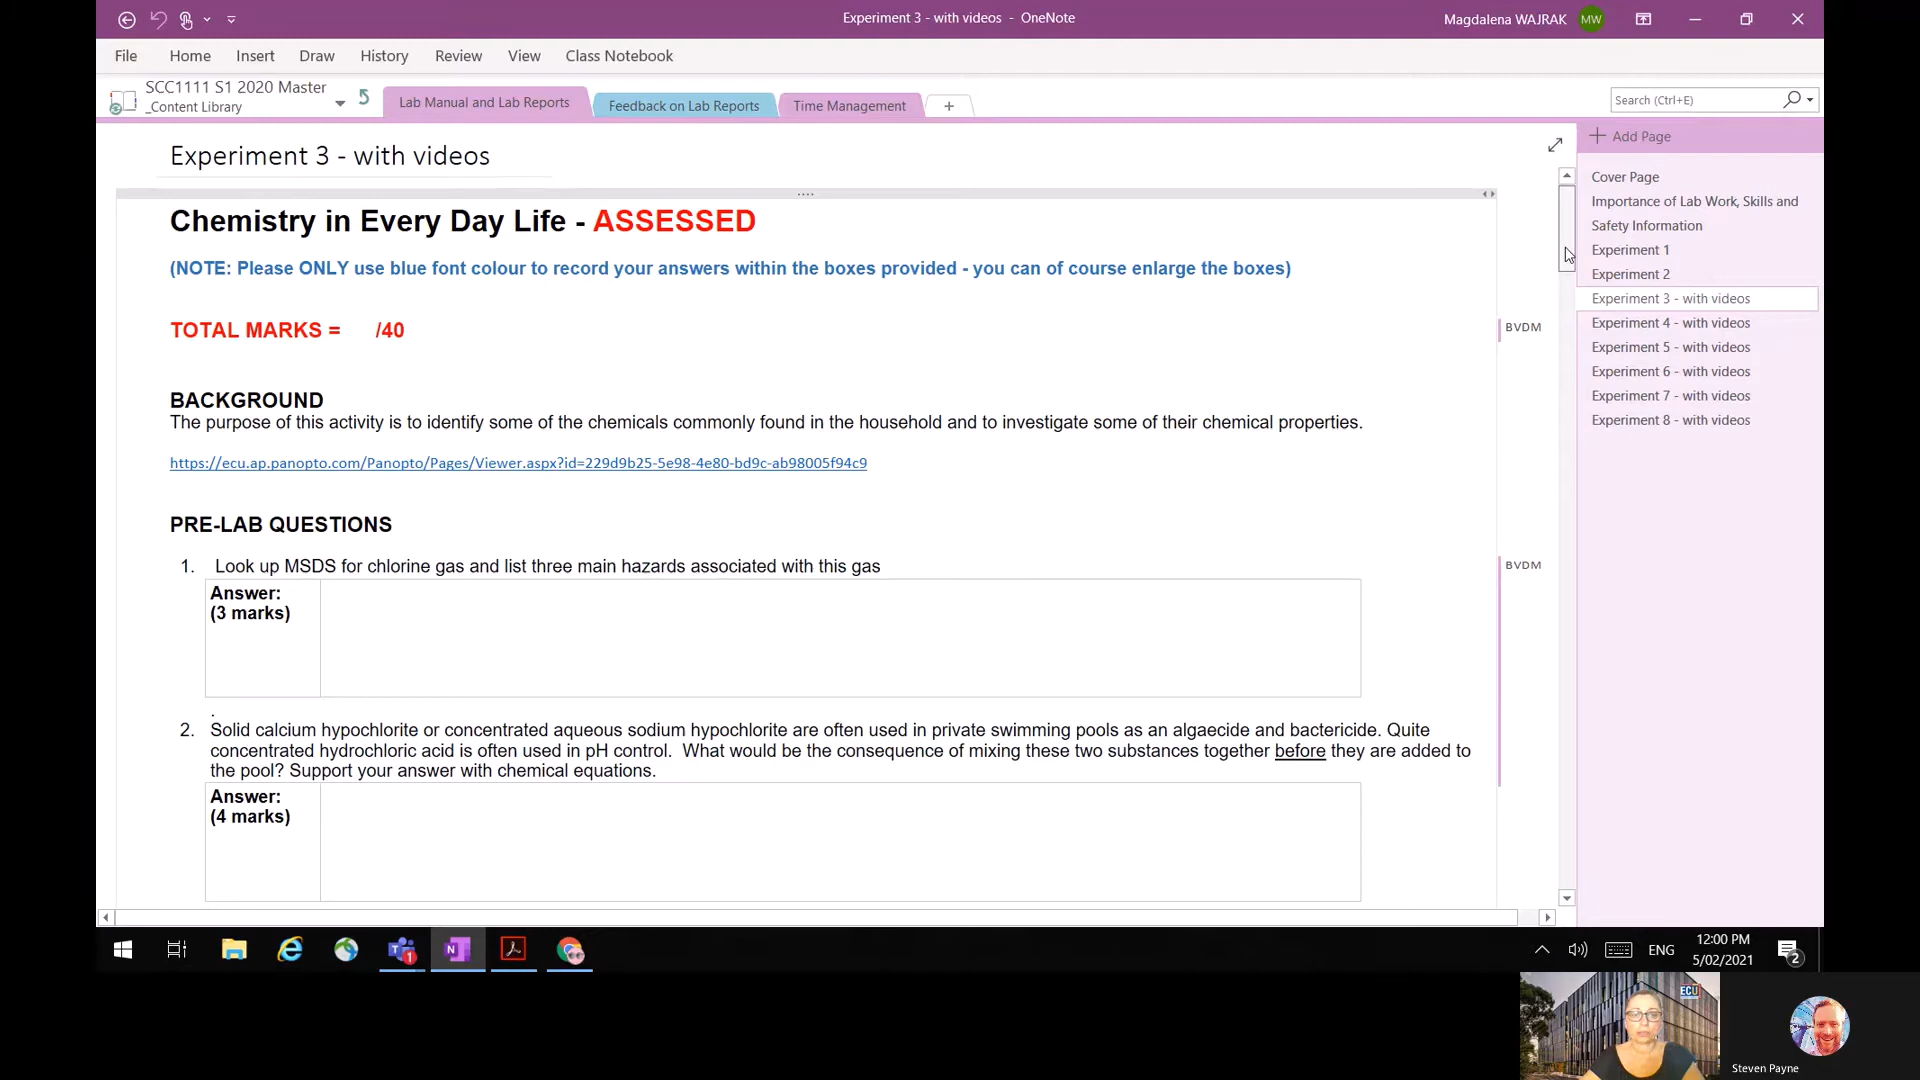 Experiment 3 - with videos - OneNote
Magdalena WAJRAK MW
File Home Insert Draw History Review View Class Notebook
SCC1111 S1 2020 Master
_Content Library
Lab Manual and Lab Reports Feedback on Lab Reports Time Management +
Search (Ctrl+E)
Experiment 3 - with videos
Chemistry in Every Day Life - ASSESSED
(NOTE: Please ONLY use blue font colour to record your answers within the boxes provided - you can of course enlarge the boxes)
TOTAL MARKS = /40
BVDM
BACKGROUND
The purpose of this activity is to identify some of the chemicals commonly found in the household and to investigate some of their chemical properties.
https://ecu.ap.panopto.com/Panopto/Pages/Viewer.aspx?id=229d9b25-5e98-4e80-bd9c-ab98005f94c9
PRE-LAB QUESTIONS
1. Look up MSDS for chlorine gas and list three main hazards associated with this gas
BVDM
Answer:
(3 marks)
.
2. Solid calcium hypochlorite or concentrated aqueous sodium hypochlorite are often used in private swimming pools as an algaecide and bactericide. Quite
concentrated hydrochloric acid is often used in pH control. What would be the consequence of mixing these two substances together before they are added to
the pool? Support your answer with chemical equations.
Answer:
(4 marks)
Add Page
Cover Page
Importance of Lab Work, Skills and
Safety Information
Experiment 1
Experiment 2
Experiment 3 - with videos
Experiment 4 - with videos
Experiment 5 - with videos
Experiment 6 - with videos
Experiment 7 - with videos
Experiment 8 - with videos
T 1
N
ENG
12:00 PM
5/02/2021
2
ECU
Steven Payne